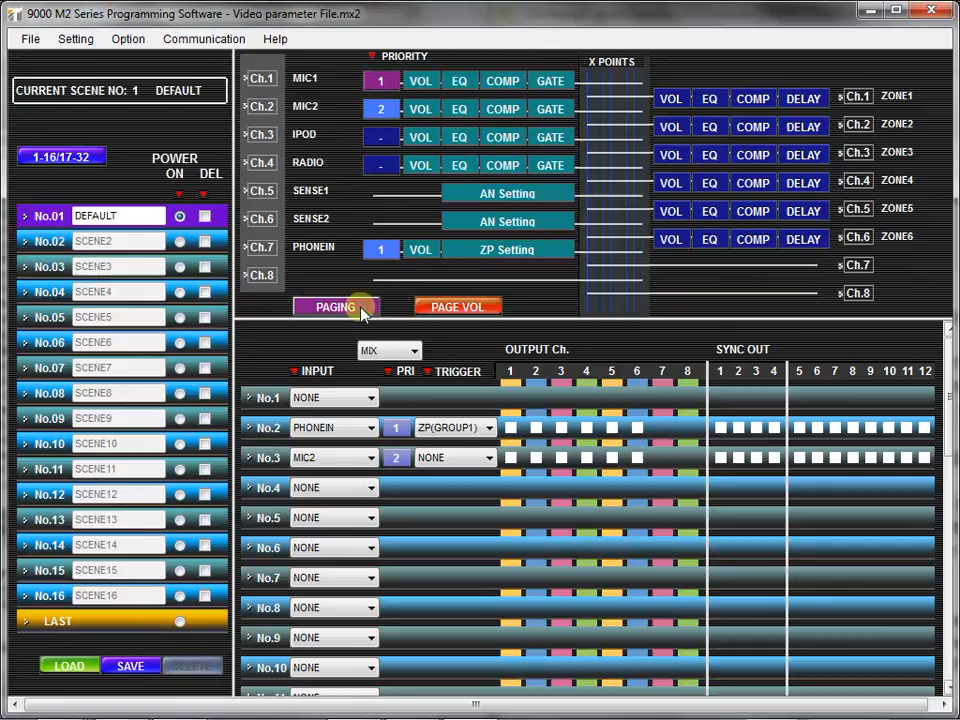 9000 M2 Series Programming Software - Video parameter File.mx2
File Setting Option Communication Help
CURRENT SCENE NO: 1 DEFAULT
1-16/17-32
POWER
ON DEL
No.01 DEFAULT
No.02 SCENE2
No.03 SCENE3
No.04 SCENE4
No.05 SCENE5
No.06 SCENE6
No.07 SCENE7
No.08 SCENE8
No.09 SCENE9
No.10 SCENE10
No.11 SCENE11
No.12 SCENE12
No.13 SCENE13
No.14 SCENE14
No.15 SCENE15
No.16 SCENE16
LAST
LOAD SAVE
PRIORITY
X POINTS
Ch.1 MIC1 1 VOL EQ COMP GATE
Ch.2 MIC2 2 VOL EQ COMP GATE
Ch.3 IPOD - VOL EQ COMP GATE
Ch.4 RADIO - VOL EQ COMP GATE
Ch.5 SENSE1 AN Setting
Ch.6 SENSE2 AN Setting
Ch.7 PHONEIN 1 VOL ZP Setting
Ch.8
VOL EQ COMP DELAY Ch.1 ZONE1
VOL EQ COMP DELAY Ch.2 ZONE2
VOL EQ COMP DELAY Ch.3 ZONE3
VOL EQ COMP DELAY Ch.4 ZONE4
VOL EQ COMP DELAY Ch.5 ZONE5
VOL EQ COMP DELAY Ch.6 ZONE6
Ch.7
Ch.8
PAGING PAGE VOL
MIX OUTPUT Ch. SYNC OUT
INPUT PRI TRIGGER 1 2 3 4 5 6 7 8 1 2 3 4 5 6 7 8 9 10 11 12
No.1 NONE
No.2 PHONEIN 1 ZP(GROUP1)
No.3 MIC2 2 NONE
No.4 NONE
No.5 NONE
No.6 NONE
No.7 NONE
No.8 NONE
No.9 NONE
No.10 NONE